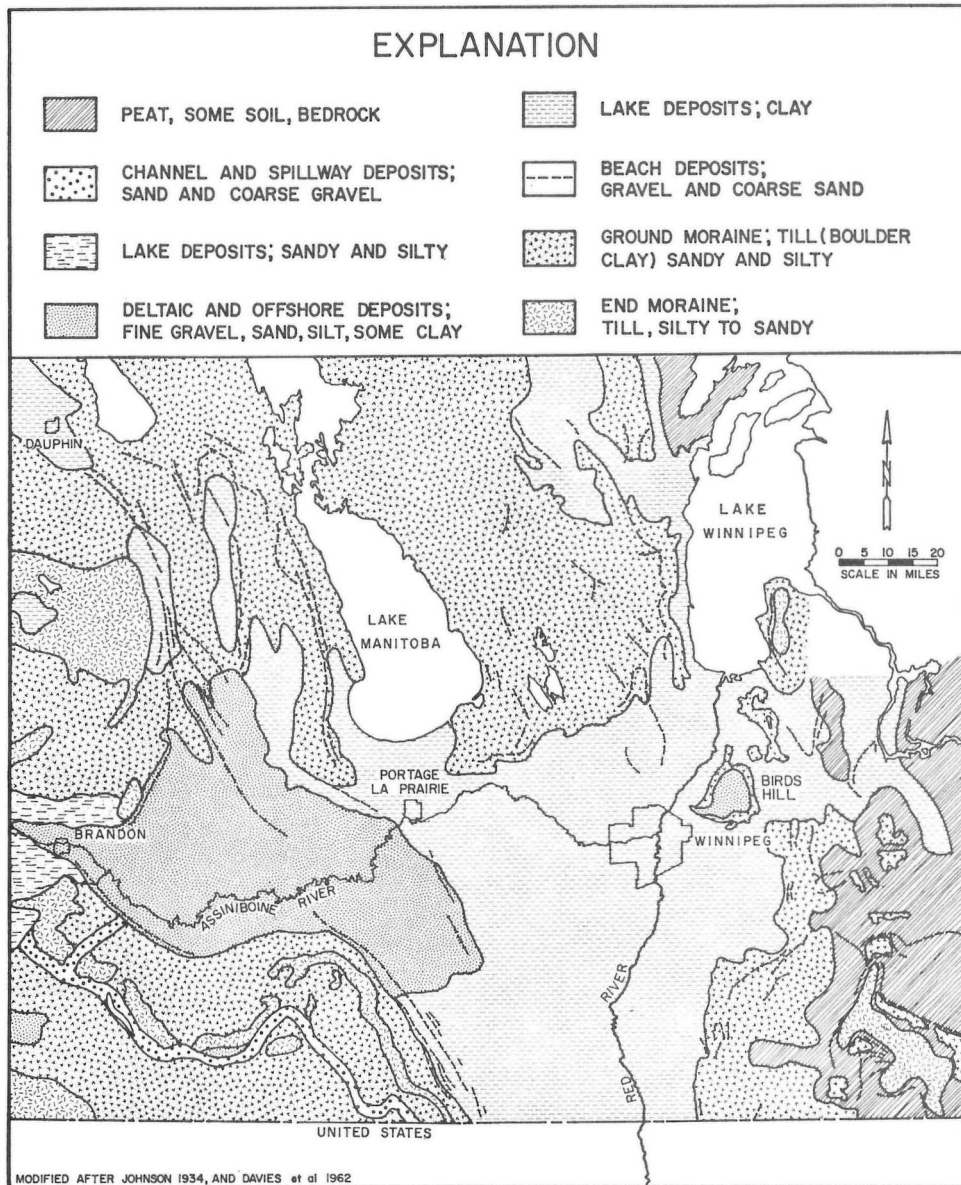 EXPLANATION
PEAT, SOME SOIL, BEDROCK
CHANNEL AND SPILLWAY DEPOSITS;
SAND AND COARSE GRAVEL
LAKE DEPOSITS; SANDY AND SILTY
DELTAIC AND OFFSHORE DEPOSITS;
FINE GRAVEL, SAND, SILT, SOME CLAY
LAKE DEPOSITS; CLAY
BEACH DEPOSITS;
GRAVEL AND COARSE SAND
GROUND MORAINE; TILL (BOULDER
CLAY) SANDY AND SILTY
END MORAINE;
TILL, SILTY TO SANDY
DAUPHIN
N
LAKE
WINNIPEG
0 5 10 15 20
SCALE IN MILES
LAKE
MANITOBA
PORTAGE
LA PRAIRIE
BIRDS
HILL
BRANDON
WINNIPEG
ASSINIBOINE RIVER
RED RIVER
UNITED STATES
MODIFIED AFTER JOHNSON 1934, AND DAVIES et al 1962